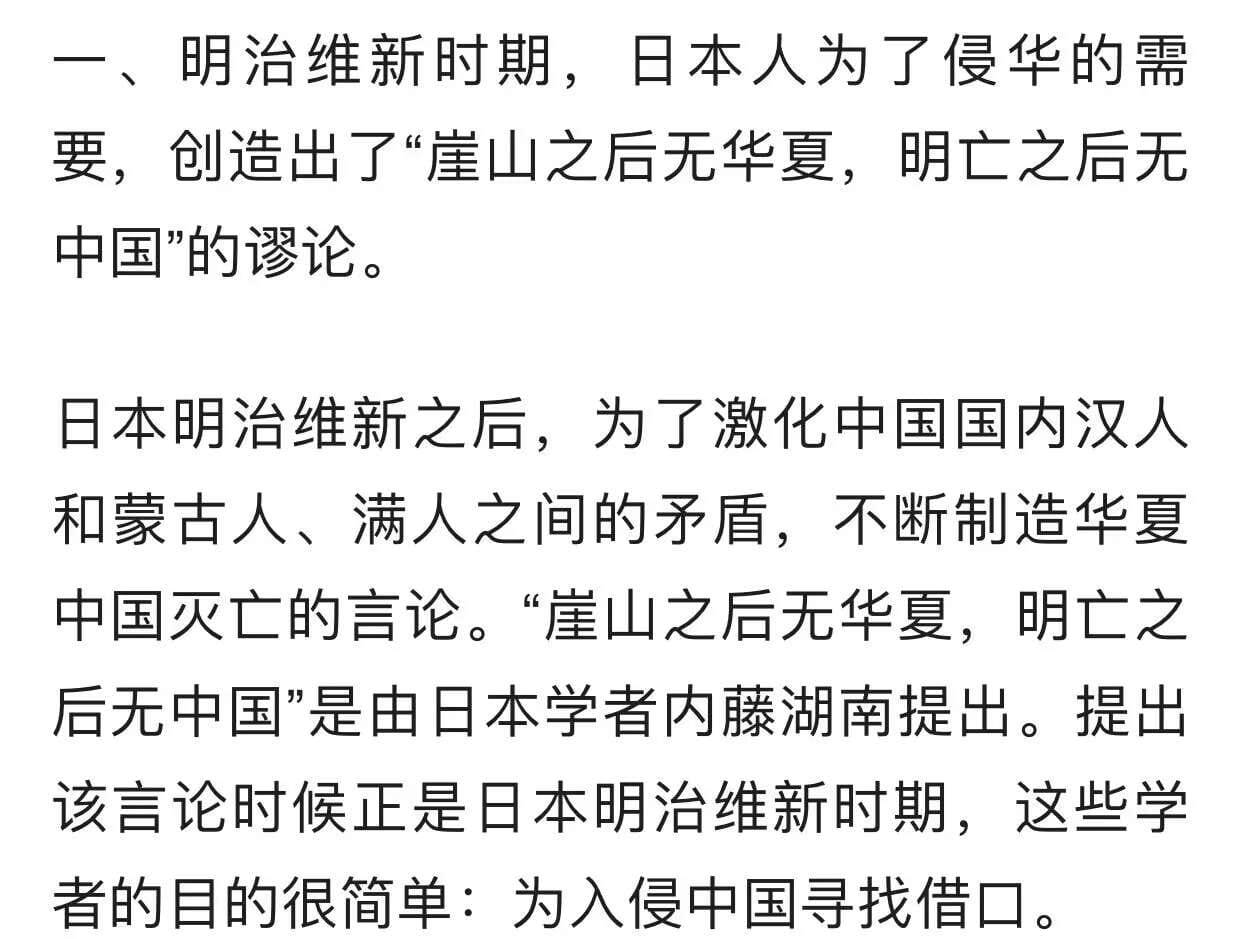 一、明治维新时期，日本人为了侵华的需
要，创造出了“崖山之后无华夏，明亡之后无
中国”的谬论。
日本明治维新之后，为了激化中国国内汉人
和蒙古人、满人之间的矛盾，不断制造华夏
中国灭亡的言论。“崖山之后无华夏，明亡之
后无中国”是由日本学者内藤湖南提出。提出
该言论时候正是日本明治维新时期，这些学
者的目的很简单：为入侵中国寻找借口。